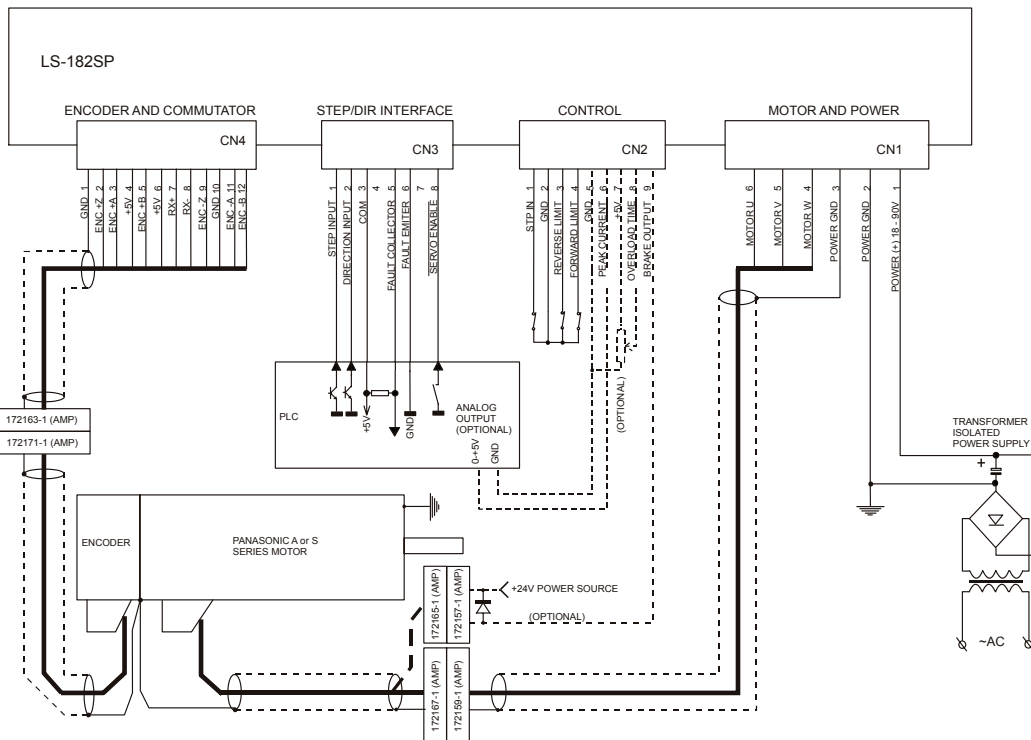 LS-182SP
ENCODER AND COMMUTATOR
STEP/DIR INTERFACE
CONTROL
MOTOR AND POWER
CN4
CN3
CN2
CN1
GND 1
ENC +Z 2
ENC +A 3
+5V 4
ENC +B 5
+5V 6
RX+ 7
RX- 8
ENC -Z 9
GND 10
ENC -A 11
ENC -B 12
STEP INPUT 1
DIRECTION INPUT 2
COM 3
4
FAULT COLLECTOR 5
FAULT EMITER 6
7
SERVO ENABLE 8
STP IN 1
GND 2
REVERSE LIMIT 3
FORWARD LIMIT 4
GND 5
PEAK CURRENT 6
+5V 7
OVERLOAD TIME 8
BRAKE OUTPUT 9
MOTOR U 6
MOTOR V 5
MOTOR W 4
POWER GND 3
POWER GND 2
POWER (+) 18 - 90V 1
PLC
+5V
GND
ANALOG
OUTPUT
(OPTIONAL)
0-+5V
GND
(OPTIONAL)
172163-1 (AMP)
172171-1 (AMP)
TRANSFORMER
ISOLATED
POWER SUPPLY
+
~AC
ENCODER
PANASONIC A or S
SERIES MOTOR
172165-1 (AMP)
172157-1 (AMP)
+24V POWER SOURCE
(OPTIONAL)
172167-1 (AMP)
172159-1 (AMP)